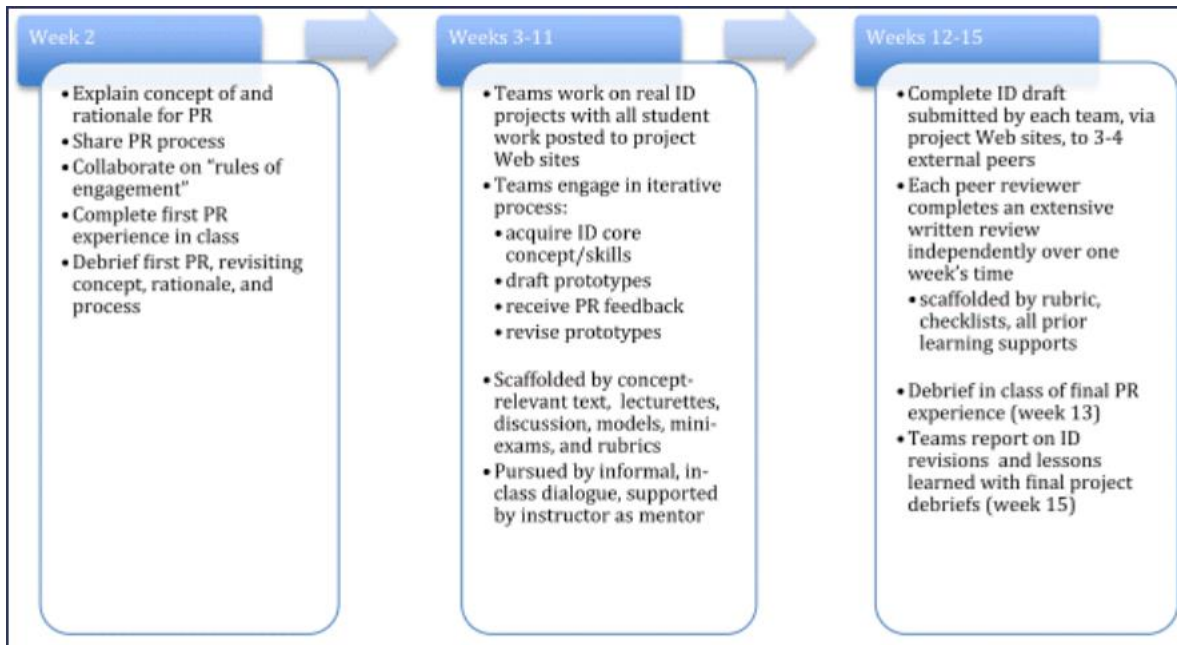 Week 2
• Explain concept of and
rationale for PR
• Share PR process
• Collaborate on “rules of
engagement”
• Complete first PR
experience in class
• Debrief first PR, revisiting
concept, rationale, and
process
Weeks 3-11
• Teams work on real ID
projects with all student
work posted to project
Web sites
• Teams engage in iterative
process:
• acquire ID core
concept/skills
• draft prototypes
• receive PR feedback
• revise prototypes
• Scaffolded by concept-
relevant text, lecturettes,
discussion, models, mini-
exams, and rubrics
• Pursued by informal, in-
class dialogue, supported
by instructor as mentor
Weeks 12-15
• Complete ID draft
submitted by each team, via
project Web sites, to 3-4
external peers
• Each peer reviewer
completes an extensive
written review
independently over one
week's time
• scaffolded by rubric,
checklists, all prior
learning supports
• Debrief in class of final PR
experience (week 13)
• Teams report on ID
revisions and lessons
learned with final project
debriefs (week 15)